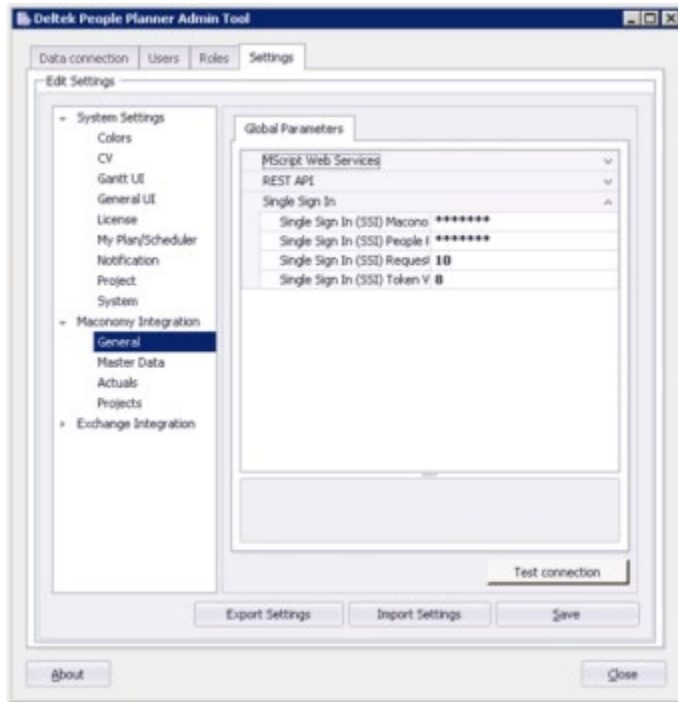 Deltek People Planner Admin Tool
Data connection Users Roles Settings
Edit Settings
System Settings
Colors
CV
Gantt UI
General UI
License
My Plan/Scheduler
Notification
Project
System
Maconomy Integration
General
Master Data
Actuals
Projects
Exchange Integration
Global Parameters
MScript Web Services
REST API
Single Sign In
Single Sign In (SSI) Macono *******
Single Sign In (SSI) People *******
Single Sign In (SSI) Request 10
Single Sign In (SSI) Token V 8
Test connection
Export Settings Import Settings Save
About Close